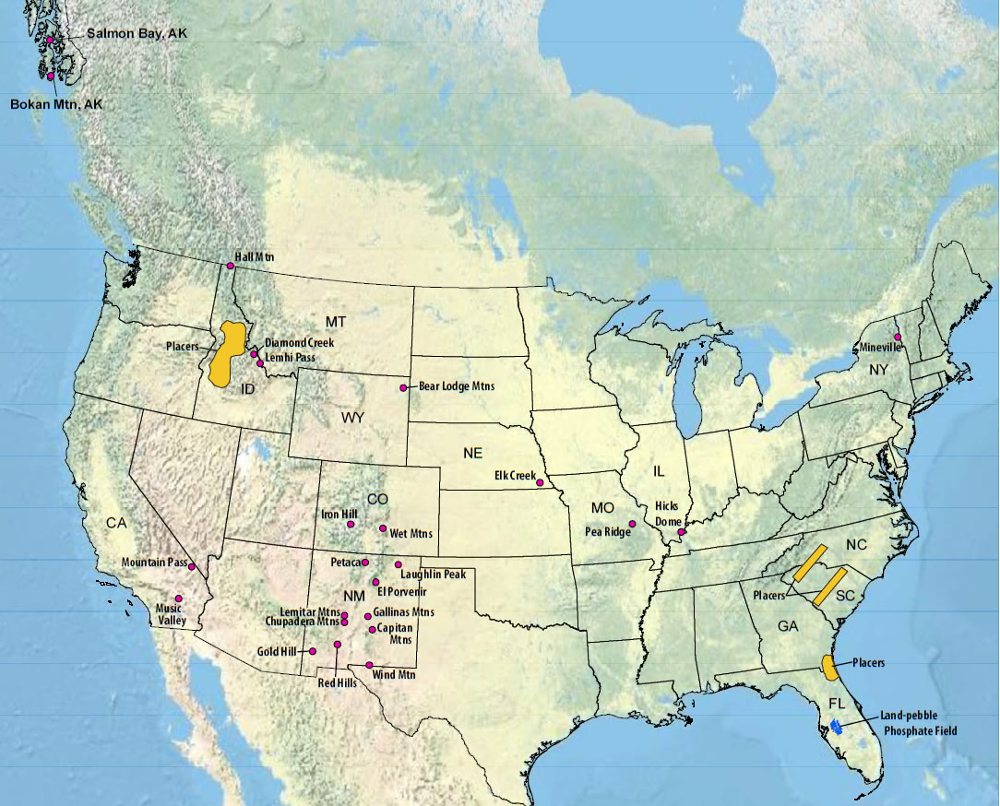 Salmon Bay, AK
Bokan Mtn, AK
Hall Mtn
MT
Placers
Diamond Creek
Lemhi Pass
ID
Bear Lodge Mtns
WY
Mineville
NY
NE
Elk Creek
IL
CO
Iron Hill
Wet Mtns
MO
Pea Ridge
Hicks
Dome
CA
NC
Mountain Pass
Petaca
Laughlin Peak
El Porvenir
NM
Placers
SC
Music
Valley
Lemitar Mtns
Chupadera Mtns
Gallinas Mtns
Capitan
Mtns
GA
Gold Hill
Red Hills
Wind Mtn
Placers
FL
Land-pebble
Phosphate Field